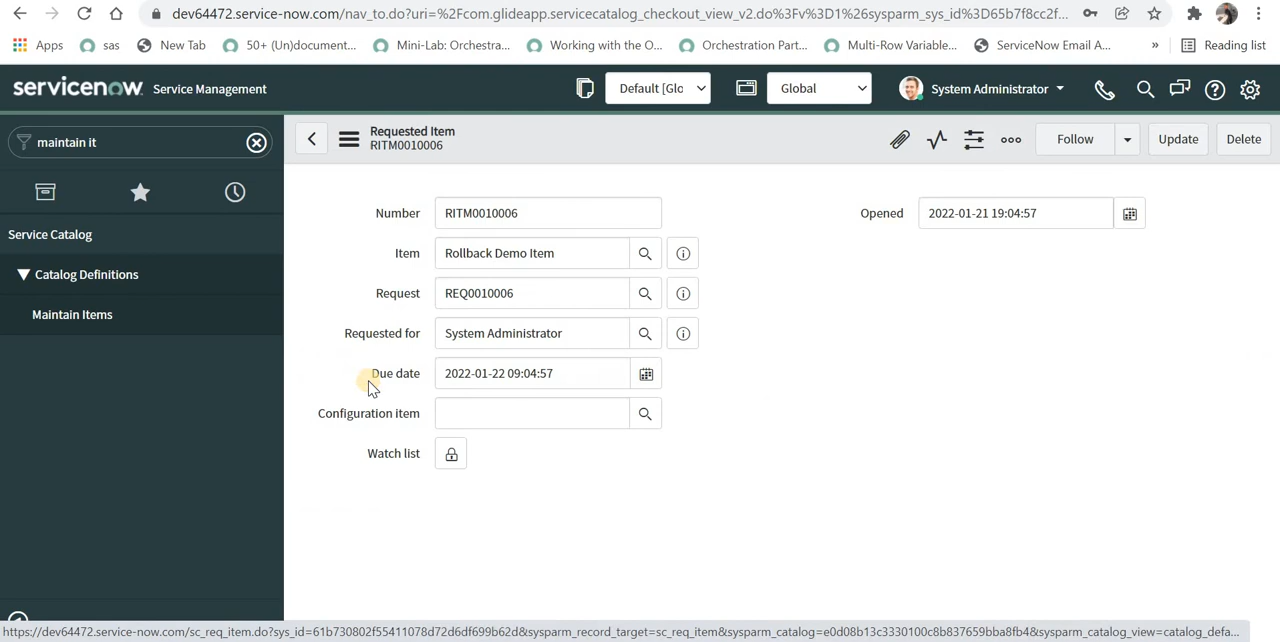 dev64472.service-now.com/nav_to.do?uri=%2Fcom.glideapp.servicecatalog_checkout_view_v2.do%3Fv%3D1%26sysparm_sys_id%3D65b7f8cc2f...
Apps sas New Tab 50+ (Un)document... Mini-Lab: Orchestra... Working with the O... Orchestration Part... Multi-Row Variable... ServiceNow Email A... » Reading list
servicenow. Service Management Default [Glo Global System Administrator
maintain it
Requested Item
RITM0010006
Follow Update Delete
Service Catalog
Catalog Definitions
Maintain Items
Number RITM0010006 Opened 2022-01-21 19:04:57
Item Rollback Demo Item
Request REQ0010006
Requested for System Administrator
Due date 2022-01-22 09:04:57
Configuration item
Watch list
https://dev64472.service-now.com/sc_req_item.do?sys_id=61b730802f55411078d72d6df699b62d&sysparm_record_target=sc_req_item&sysparm_catalog=e0d08b13c3330100c8b837659bba8fb4&sysparm_catalog_view=catalog_defa...